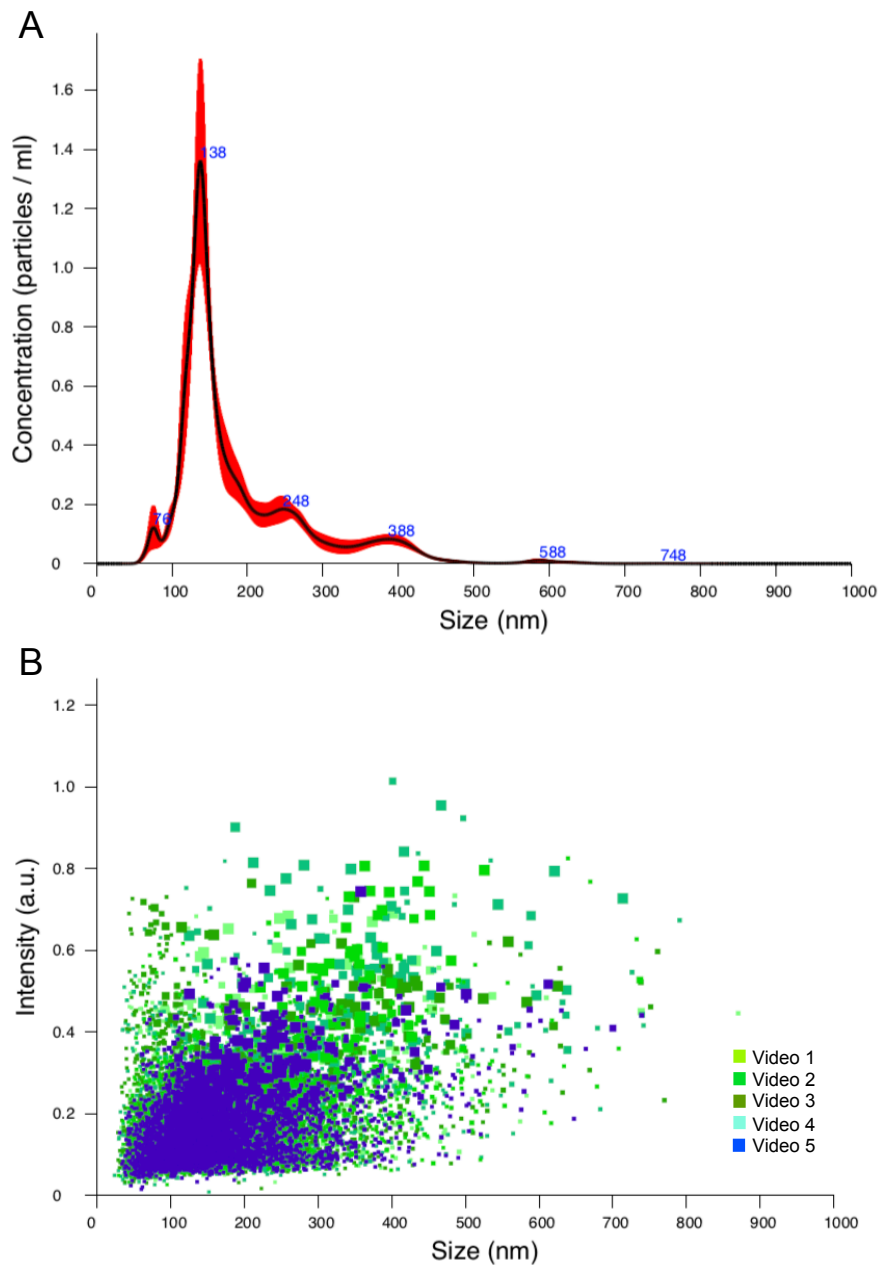 A
Concentration (particles / ml)
1.6
1.4
1.2
1.0
0.8
0.6
0.4
0.2
0
138
76
248
388
588
748
0 100 200 300 400 500 600 700 800 900 1000
Size (nm)
B
Intensity (a.u.)
1.2
1.0
0.8
0.6
0.4
0.2
0
Video 1
Video 2
Video 3
Video 4
Video 5
0 100 200 300 400 500 600 700 800 900 1000
Size (nm)